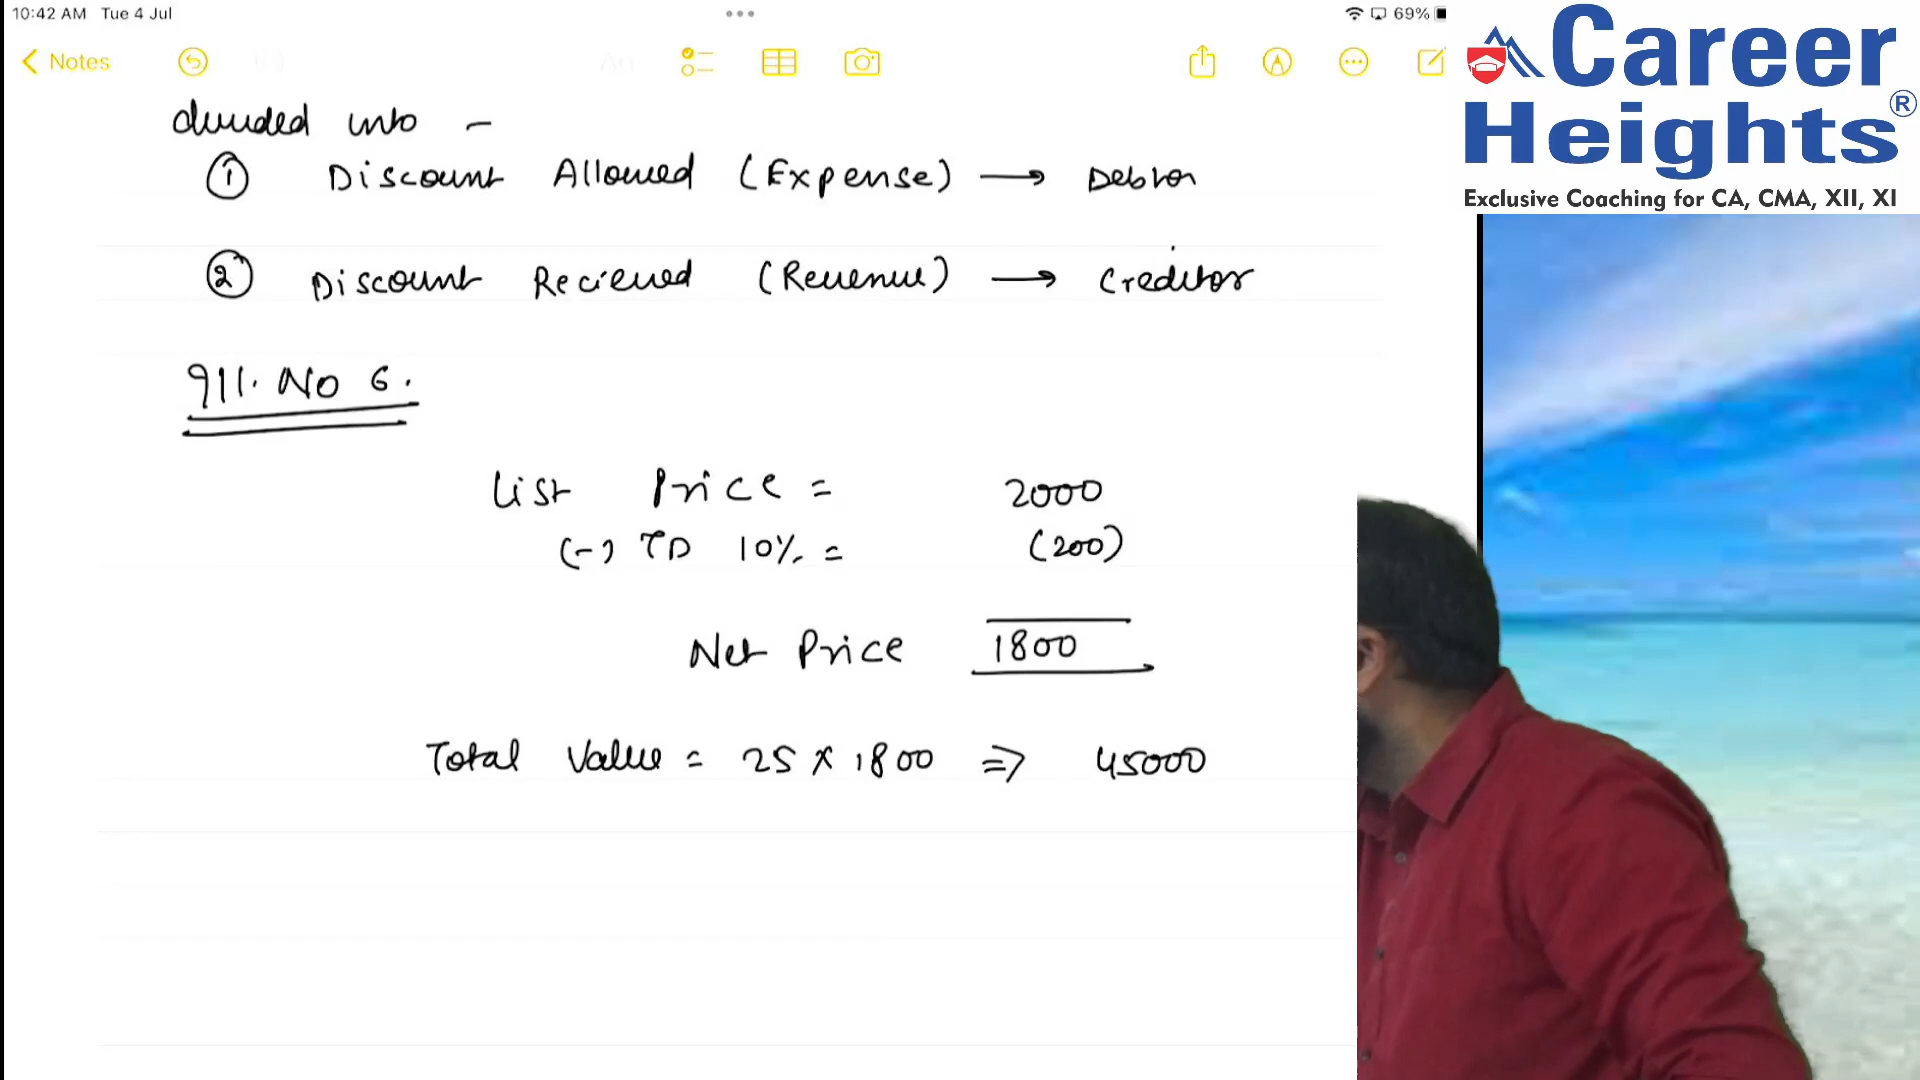 10:42 AM Tue 4 Jul
69%
Notes
Career
Heights®
Exclusive Coaching for CA, CMA, XII, XI
divided into –
① Discount Allowed (Expense) → Debtor
② Discount Recieved (Revenue) → Creditor
911. No 6.
List Price = 2000
(-) TD 10% = (200)
Net Price 1800
Total Value = 25 x 1800 => 45000